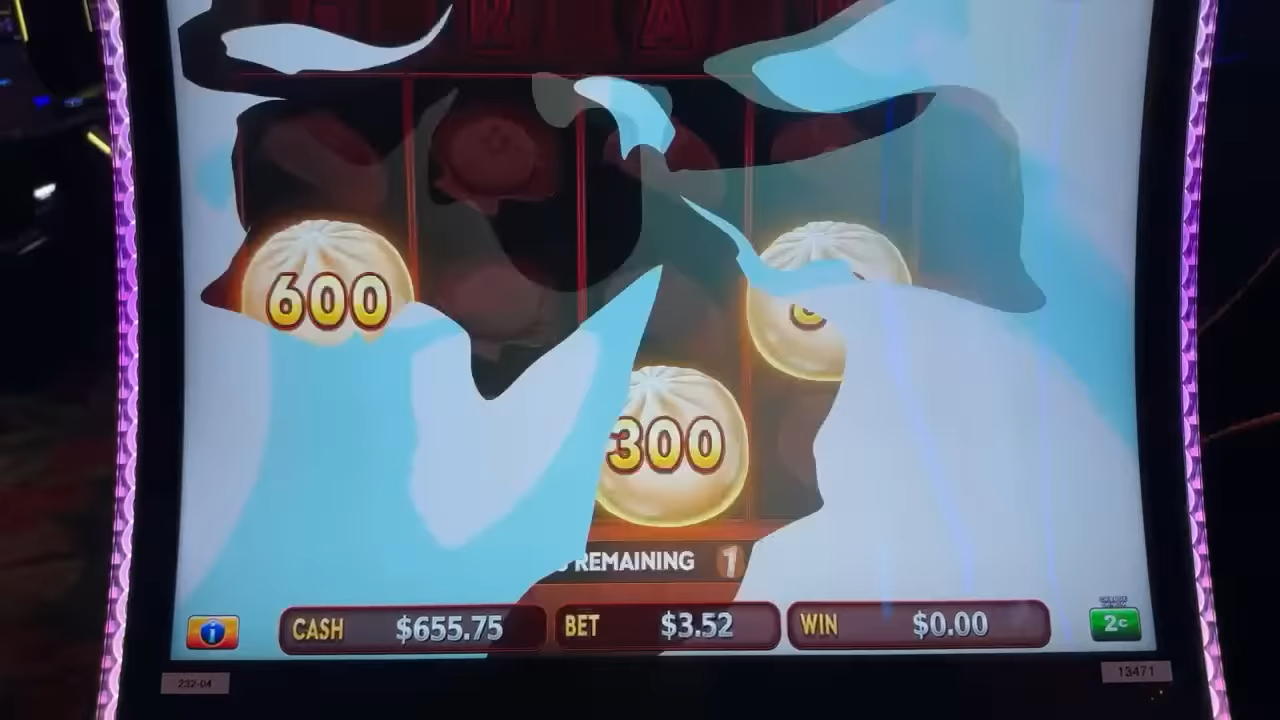 R A
600
300
REMAINING 1
CASH $655.75 BET $3.52 WIN $0.00 2¢
232-04 13471